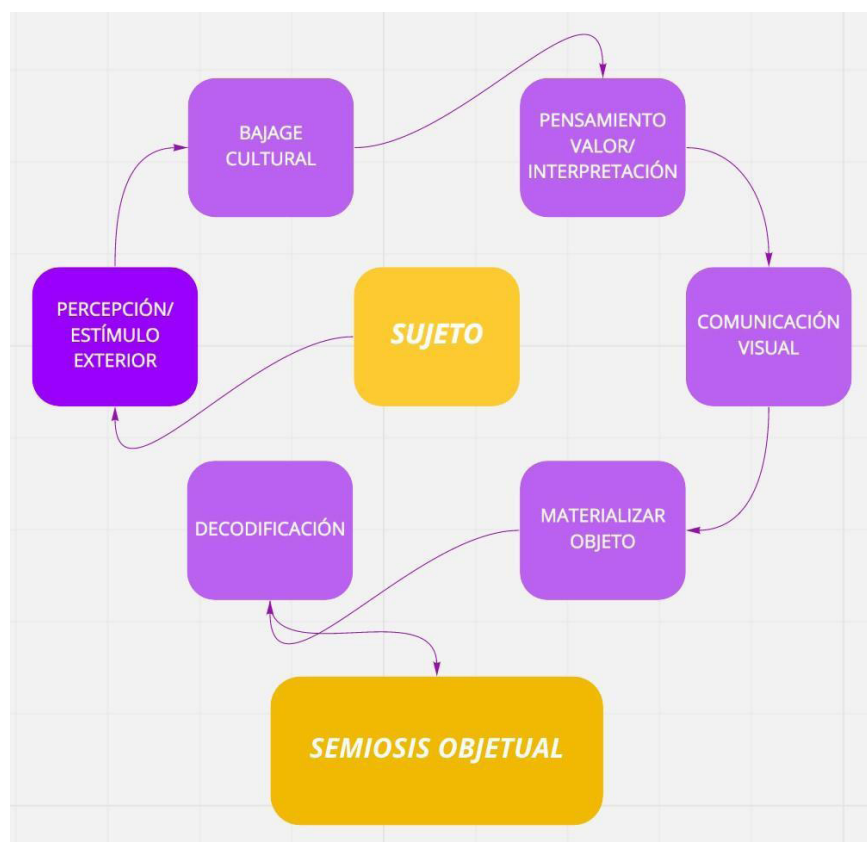 BAJAGE
CULTURAL
PENSAMIENTO
VALOR/
INTERPRETACIÓN
PERCEPCIÓN/
ESTÍMULO
EXTERIOR
SUJETO
COMUNICACIÓN
VISUAL
DECODIFICACIÓN
MATERIALIZAR
OBJETO
SEMIOSIS OBJETUAL